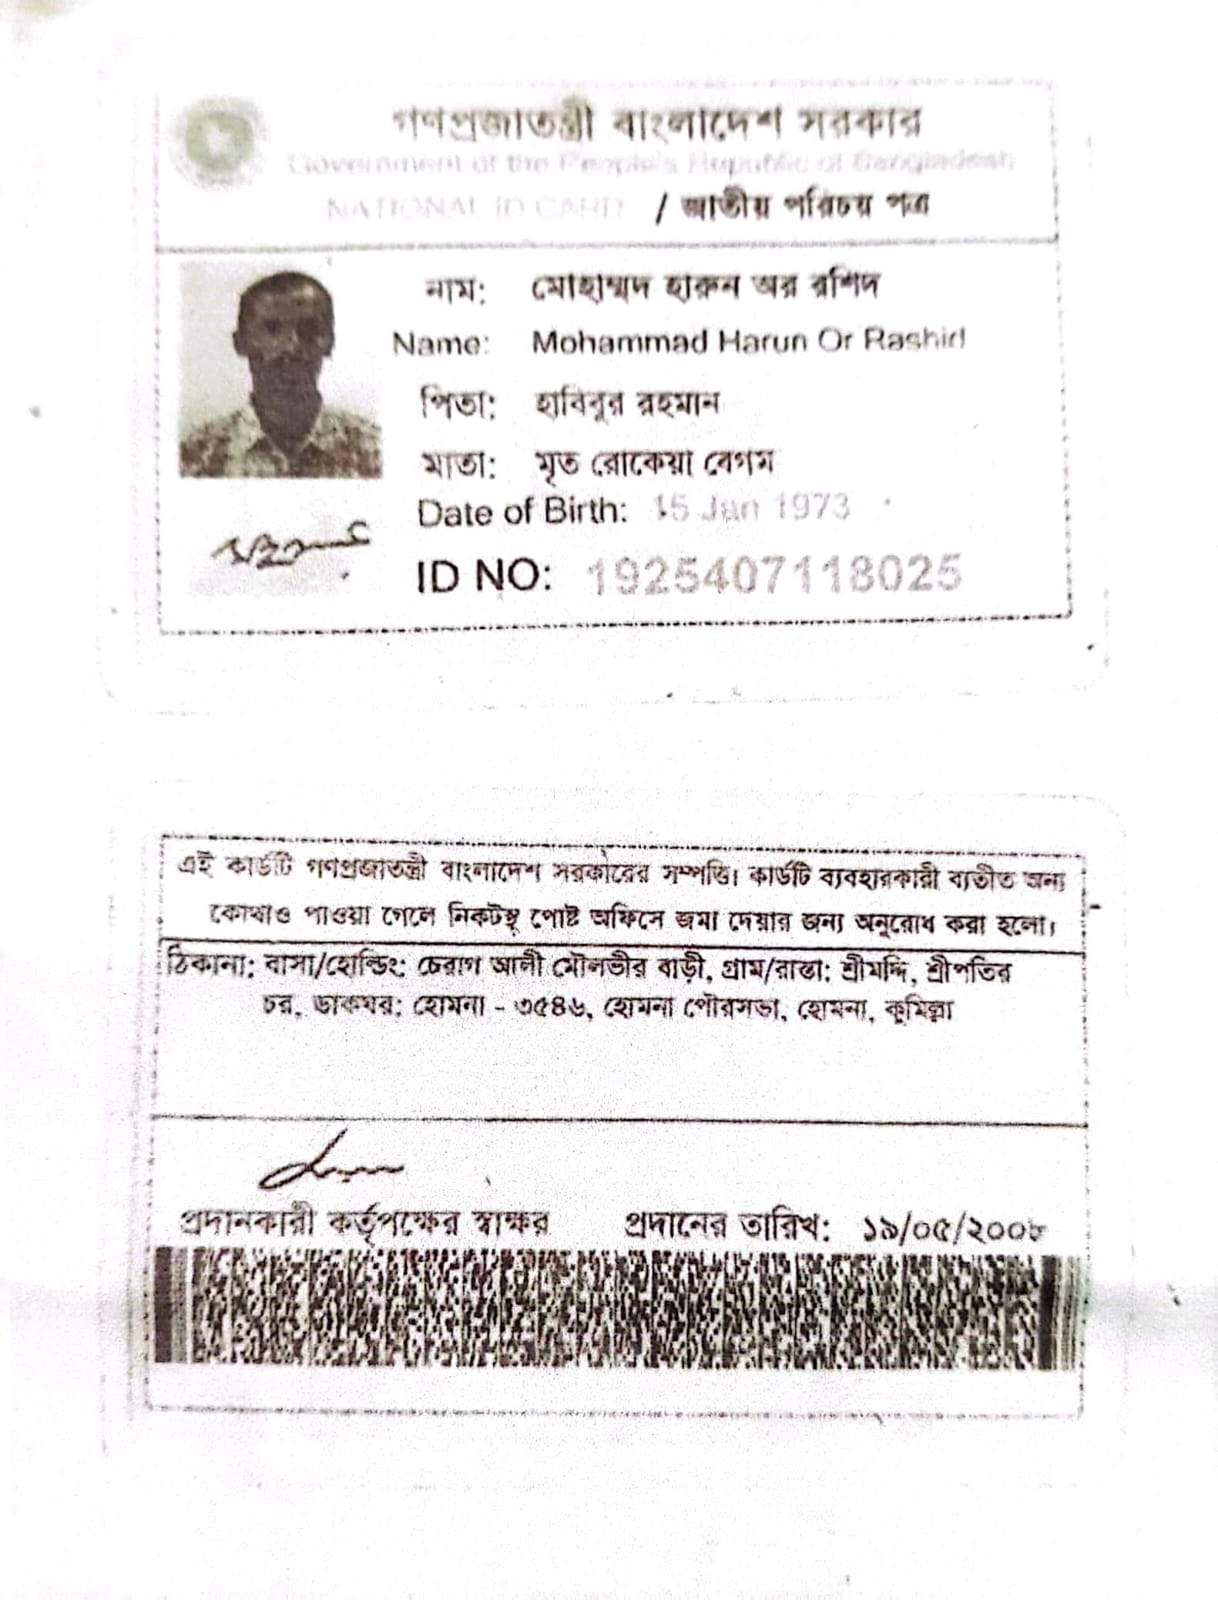 গণপ্রজাতন্ত্রী বাংলাদেশ সরকার
Government of the People's Republic of Bangladesh
NATIONAL ID CARD / জাতীয় পরিচয় পত্র
নাম: মোহাম্মদ হারুন অর রশিদ
Name: Mohammad Harun Or Rashid
পিতা: হাবিবুর রহমান
মাতা: মৃত রোকেয়া বেগম
Date of Birth: 15 Jan 1973
ID NO: 1925407118025
এই কার্ডটি গণপ্রজাতন্ত্রী বাংলাদেশ সরকারের সম্পত্তি। কার্ডটি ব্যবহারকারী ব্যতীত অন্য
কোথাও পাওয়া গেলে নিকটস্থ পোষ্ট অফিসে জমা দেয়ার জন্য অনুরোধ করা হলো।
ঠিকানা: বাসা/হোল্ডিং: চেরাগ আলী মৌলভীর বাড়ী, গ্রাম/রাস্তা: শ্রীমদ্দি, শ্রীপতির
চর, ডাকঘর: হোমনা - ৩৫৪৬, হোমনা পৌরসভা, হোমনা, কুমিল্লা
প্রদানকারী কর্তৃপক্ষের স্বাক্ষর প্রদানের তারিখ: ১৯/০৫/২০০৮